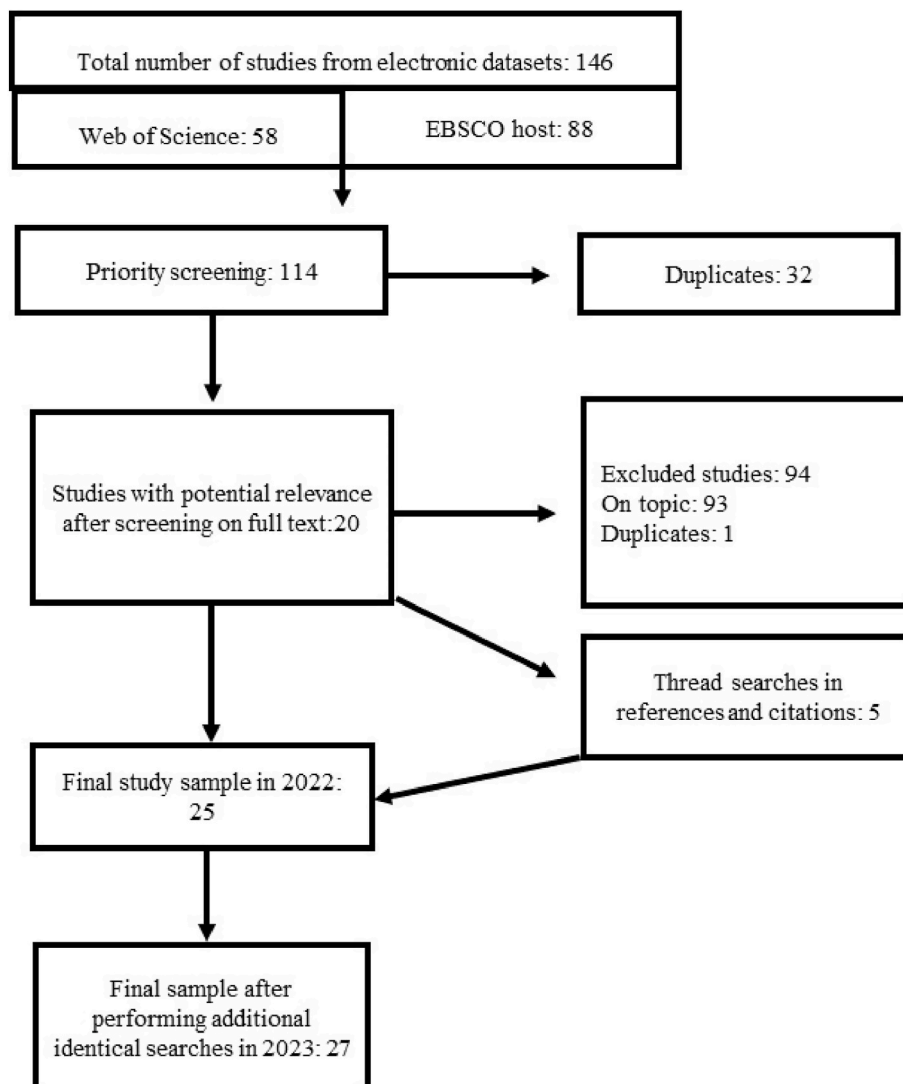 Total number of studies from electronic datasets: 146
Web of Science: 58
EBSCO host: 88
Priority screening: 114
Duplicates: 32
Studies with potential relevance
after screening on full text:20
Excluded studies: 94
On topic: 93
Duplicates: 1
Thread searches in
references and citations: 5
Final study sample in 2022:
25
Final sample after
performing additional
identical searches in 2023: 27